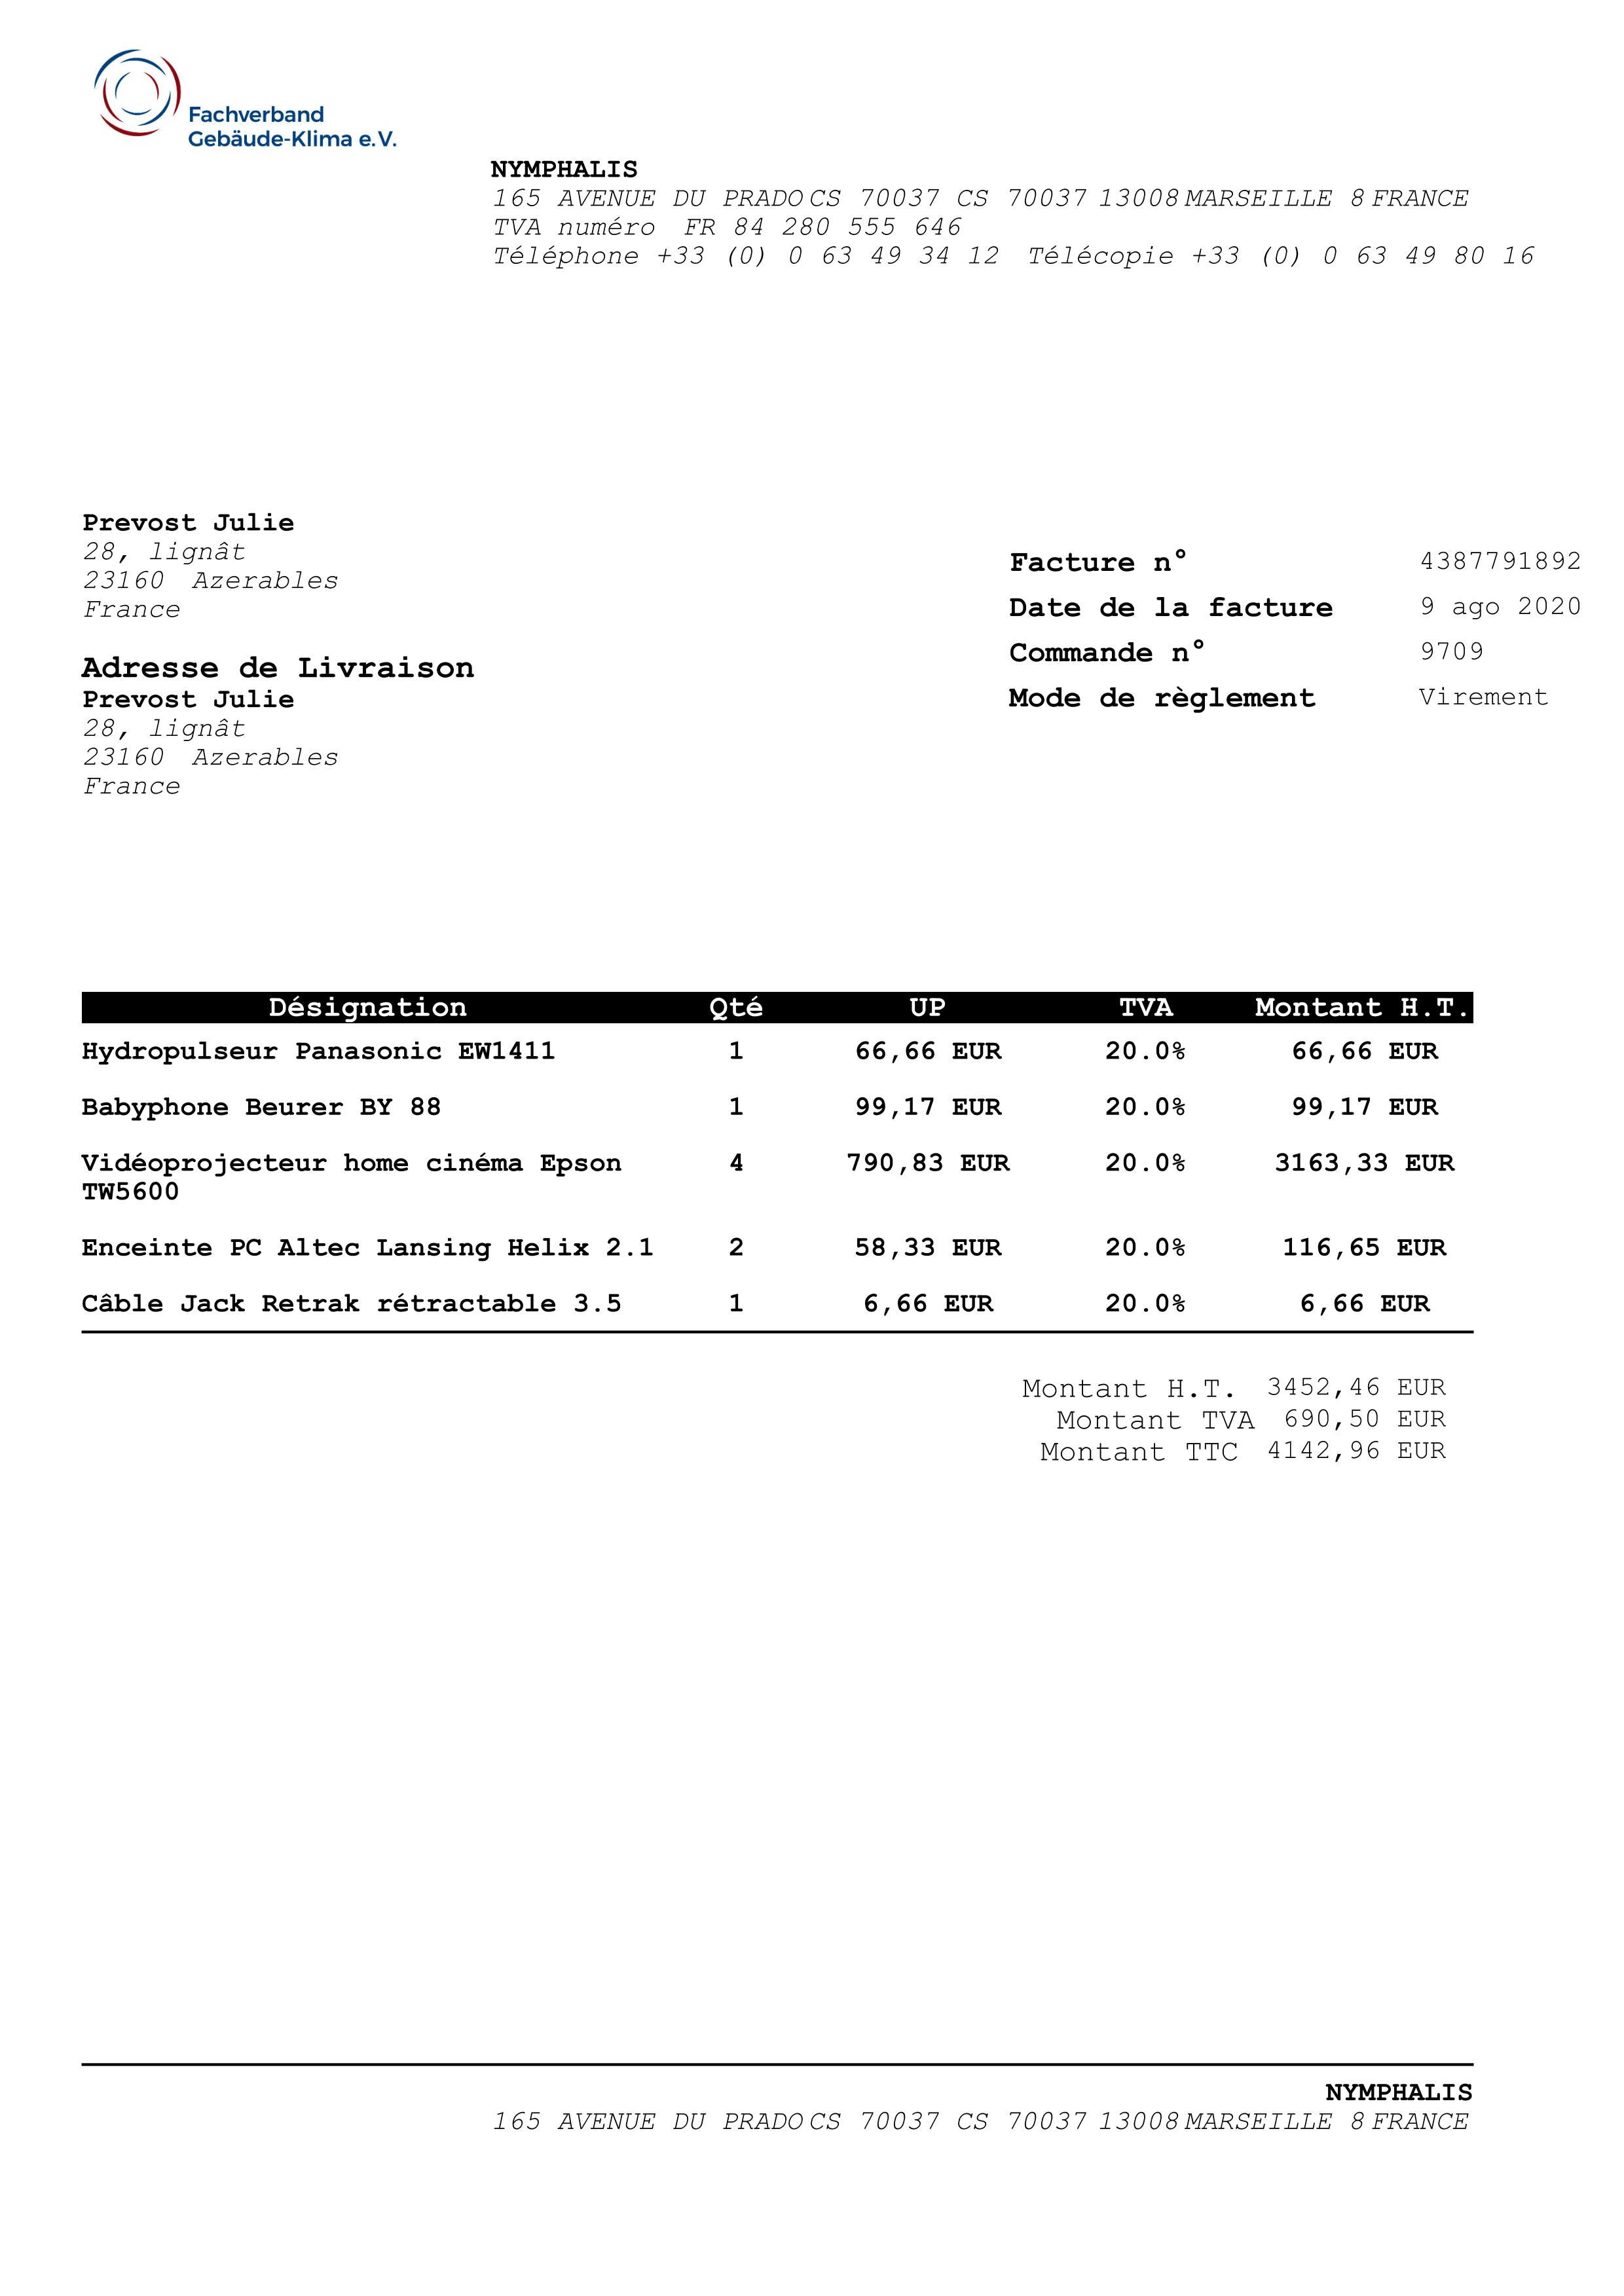 Fachverband
Gebäude-Klima e.V.
NYMPHALIS
165 AVENUE DU PRADO CS 70037 CS 70037 13008 MARSEILLE 8 FRANCE
TVA numéro FR 84 280 555 646
Téléphone +33 (0) 0 63 49 34 12 Télécopie +33 (0) 0 63 49 80 16
Prevost Julie
28, lignât
23160 Azerables
France
Facture n° 4387791892
Date de la facture 9 ago 2020
Commande n° 9709
Mode de règlement Virement
Adresse de Livraison
Prevost Julie
28, lignât
23160 Azerables
France
Désignation Qté UP TVA Montant H.T.
Hydropulseur Panasonic EW1411 1 66,66 EUR 20.0% 66,66 EUR
Babyphone Beurer BY 88 1 99,17 EUR 20.0% 99,17 EUR
Vidéoprojecteur home cinéma Epson 4 790,83 EUR 20.0% 3163,33 EUR
TW5600
Enceinte PC Altec Lansing Helix 2.1 2 58,33 EUR 20.0% 116,65 EUR
Câble Jack Retrak rétractable 3.5 1 6,66 EUR 20.0% 6,66 EUR
Montant H.T. 3452,46 EUR
Montant TVA 690,50 EUR
Montant TTC 4142,96 EUR
NYMPHALIS
165 AVENUE DU PRADO CS 70037 CS 70037 13008 MARSEILLE 8 FRANCE